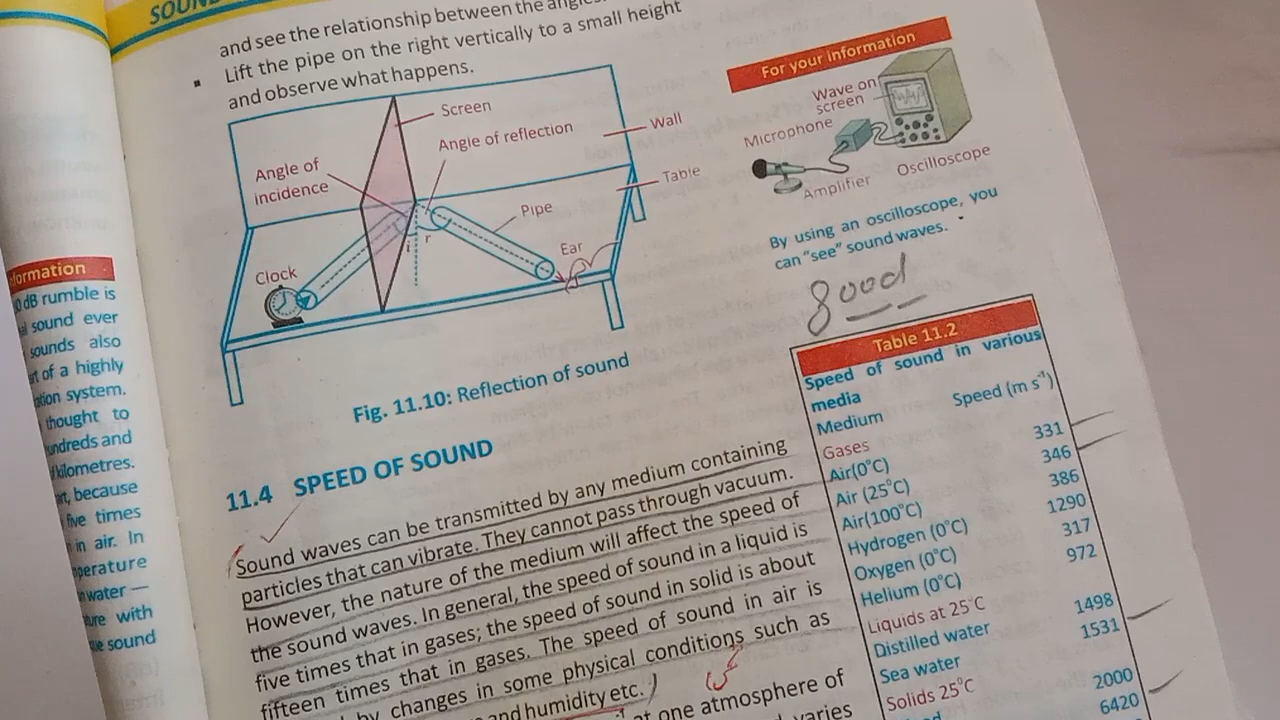 SOUND
and see the relationship between the angles
Lift the pipe on the right vertically to a small height
and observe what happens.
Screen
Angle of reflection
Wall
Angle of
incidence
Table
Pipe
i
r
Ear
Clock
Fig. 11.10: Reflection of sound
11.4 SPEED OF SOUND
Sound waves can be transmitted by any medium containing
particles that can vibrate. They cannot pass through vacuum.
However, the nature of the medium will affect the speed of
the sound waves. In general, the speed of sound in a liquid is
five times that in gases; the speed of sound in solid is about
fifteen times that in gases. The speed of sound in air is
by changes in some physical conditions such as
and humidity etc.
at one atmosphere of
varies
For your information
Wave on
screen
Microphone
Amplifier
Oscilloscope
By using an oscilloscope, you
can "see" sound waves.
good
Table 11.2
Speed of sound in various
media
Medium Speed (m s⁻¹)
Gases
Air(0°C) 331
Air (25°C) 346
Air(100°C) 386
Hydrogen (0°C) 1290
Oxygen (0°C) 317
Helium (0°C) 972
Liquids at 25°C
Distilled water 1498
Sea water 1531
Solids 25°C
2000
6420
dB rumble is
sound ever
sounds also
of a highly
system.
thought to
and
kilometres.
because
five times
in air. In
water —
with
sound